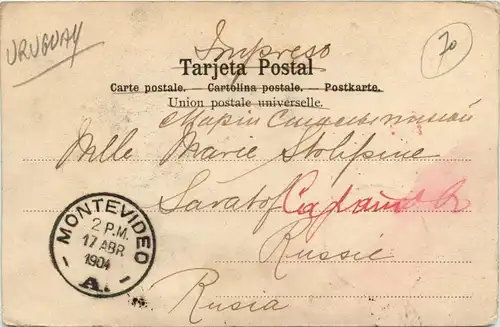 URUGUAY
70
Impreso
Tarjeta Postal
Carte postale. — Cartolina postale. — Postkarte.
Union postale universelle.
Марiи
Mlle Marie Stolipine
Saratof
Russie
Rusia
MONTEVIDEO
2 P.M.
17 ABR
1904
A.